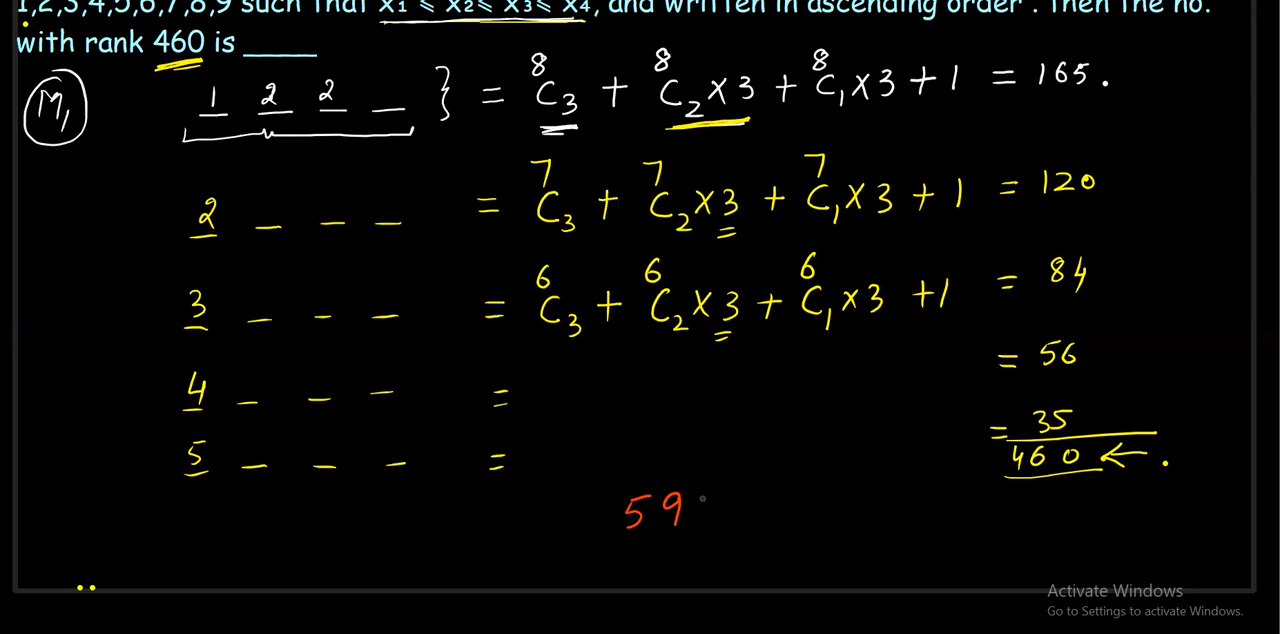 1,2,3,4,5,6,7,8,9 such that x₁ ⩽ x₂⩽ x₃⩽ x₄, and written in ascending order . Then the no.
with rank 460 is _____
M₁ 1 2 2 _ } = ⁸C₃ + ⁸C₂ × 3 + ⁸C₁ × 3 + 1 = 165.
2 _ _ _ = ⁷C₃ + ⁷C₂ × 3 + ⁷C₁ × 3 + 1 = 120
3 _ _ _ = ⁶C₃ + ⁶C₂ × 3 + ⁶C₁ × 3 + 1 = 84
4 _ _ _ = = 56
5 _ _ _ = = 35
460 ← .
59
Activate Windows
Go to Settings to activate Windows.